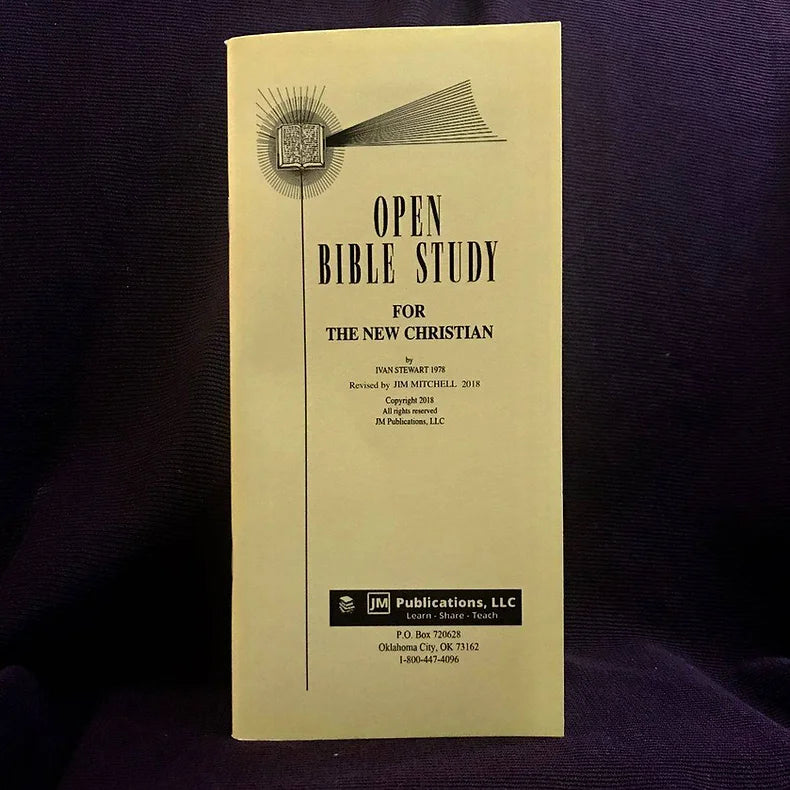 OPEN
BIBLE STUDY
FOR
THE NEW CHRISTIAN
by
IVAN STEWART 1978
Revised by JIM MITCHELL 2018
Copyright 2018
All rights reserved
JM Publications, LLC
JM Publications, LLC
Learn - Share - Teach
P.O. Box 720628
Oklahoma City, OK 73162
1-800-447-4096